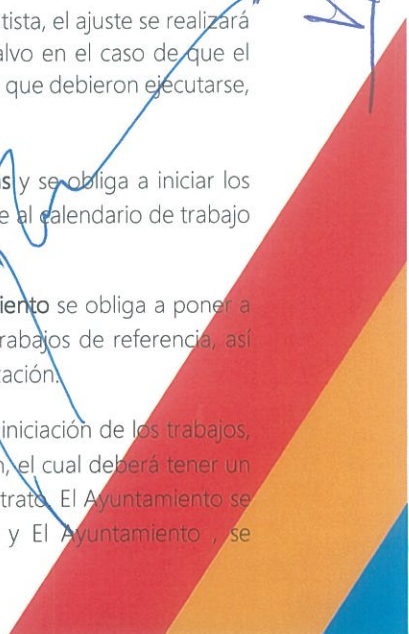 tista, el ajuste se realizará
alvo en el caso de que el
que debieron ejecutarse,
s y se obliga a iniciar los
e al calendario de trabajo
iento se obliga a poner a
rabajos de referencia, así
tación.
iniciación de los trabajos,
n, el cual deberá tener un
trato. El Ayuntamiento se
y El Ayuntamiento , se